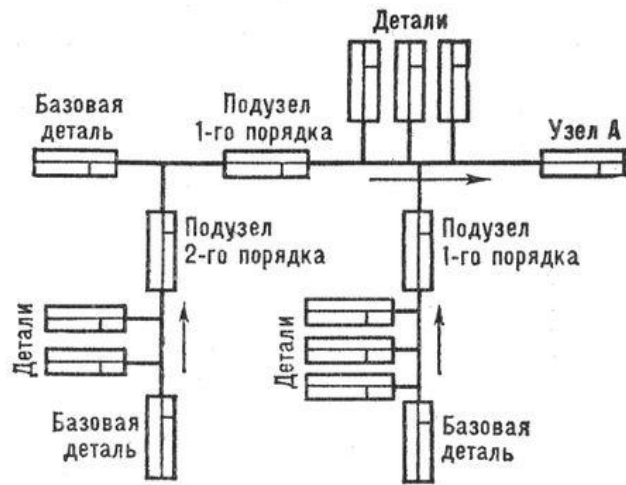 Детали
Базовая
деталь
Подузел
1-го порядка
Узел А
Подузел
2-го порядка
Подузел
1-го порядка
Детали
Детали
Базовая
деталь
Базовая
деталь